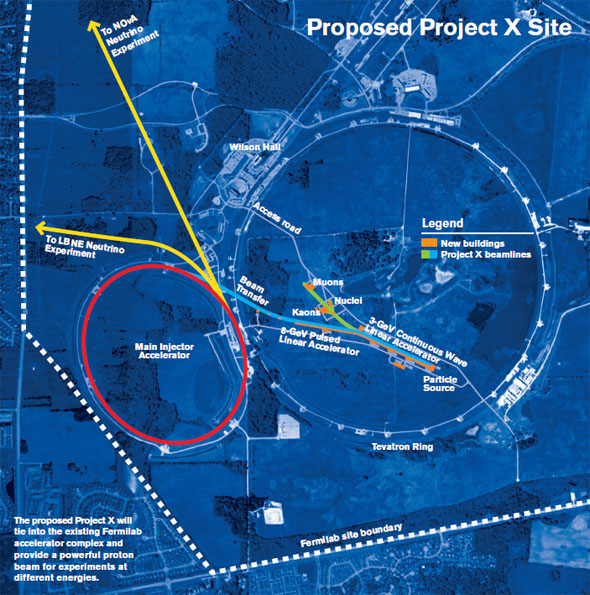 Proposed Project X Site
To NOνA
Neutrino
Experiment
Wilson Hall
Access road
Legend
New buildings
Project X beamlines
To LBNE Neutrino
Experiment
Beam
Transfer
Muons
Nuclei
Kaons
3-GeV Continuous Wave
Linear Accelerator
8-GeV Pulsed
Linear Accelerator
Main Injector
Accelerator
Particle
Source
Tevatron Ring
The proposed Project X will
tie into the existing Fermilab
accelerator complex and
provide a powerful proton
beam for experiments at
different energies.
Fermilab site boundary